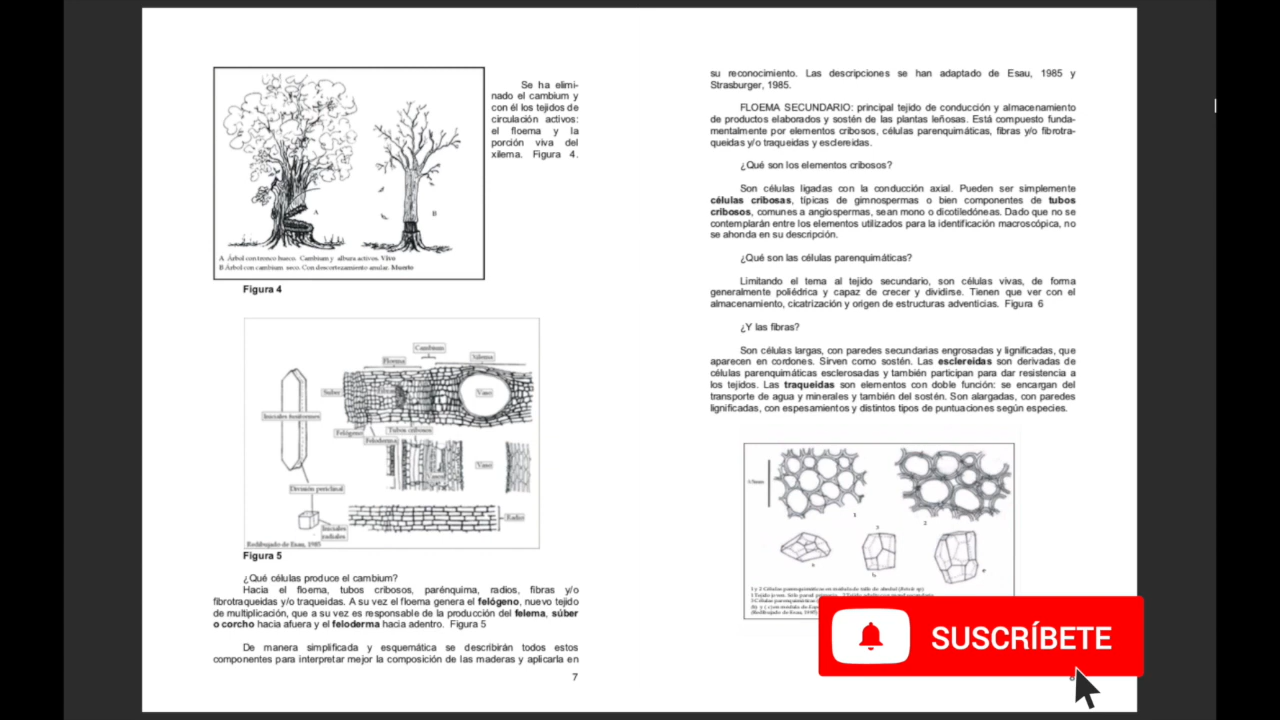 Se ha elimi-
nado el cambium y
con él los tejidos de
circulación activos:
el floema y la
porción viva del
xilema. Figura 4.
A
B
A Árbol con tronco hueco. Cambium y albura activos. Vivo
B Árbol con cambium seco. Con descortezamiento anular. Muerto
Figura 4
Cambium
Floema
Xilema
Súber
Vaso
Iniciales fusiformes
Felógeno
Felodermo
Tubos cribosos
Vaso
División periclinal
Radio
Iniciales
radiales
Redibujado de Esau, 1985
Figura 5
¿Qué células produce el cambium?
Hacia el floema, tubos cribosos, parénquima, radios, fibras y/o
fibrotraqueidas y/o traqueidas. A su vez el floema genera el felógeno, nuevo tejido
de multiplicación, que a su vez es responsable de la producción del felema, súber
o corcho hacia afuera y el feloderma hacia adentro. Figura 5
De manera simplificada y esquemática se describirán todos estos
componentes para interpretar mejor la composición de las maderas y aplicarla en
7
su reconocimiento. Las descripciones se han adaptado de Esau, 1985 y
Strasburger, 1985.
FLOEMA SECUNDARIO: principal tejido de conducción y almacenamiento
de productos elaborados y sostén de las plantas leñosas. Está compuesto funda-
mentalmente por elementos cribosos, células parenquimáticas, fibras y/o fibrotra-
queidas y/o traqueidas y esclereidas.
¿Qué son los elementos cribosos?
Son células ligadas con la conducción axial. Pueden ser simplemente
células cribosas, típicas de gimnospermas o bien componentes de tubos
cribosos, comunes a angiospermas, sean mono o dicotiledóneas. Dado que no se
contemplarán entre los elementos utilizados para la identificación macroscópica, no
se ahonda en su descripción.
¿Qué son las células parenquimáticas?
Limitando el tema al tejido secundario, son células vivas, de forma
generalmente poliédrica y capaz de crecer y dividirse. Tienen que ver con el
almacenamiento, cicatrización y origen de estructuras adventicias. Figura 6
¿Y las fibras?
Son células largas, con paredes secundarias engrosadas y lignificadas, que
aparecen en cordones. Sirven como sostén. Las esclereidas son derivadas de
células parenquimáticas esclerosadas y también participan para dar resistencia a
los tejidos. Las traqueidas son elementos con doble función: se encargan del
transporte de agua y minerales y también del sostén. Son alargadas, con paredes
lignificadas, con espesamientos y distintos tipos de puntuaciones según especies.
1
2
3
SUSCRÍBETE